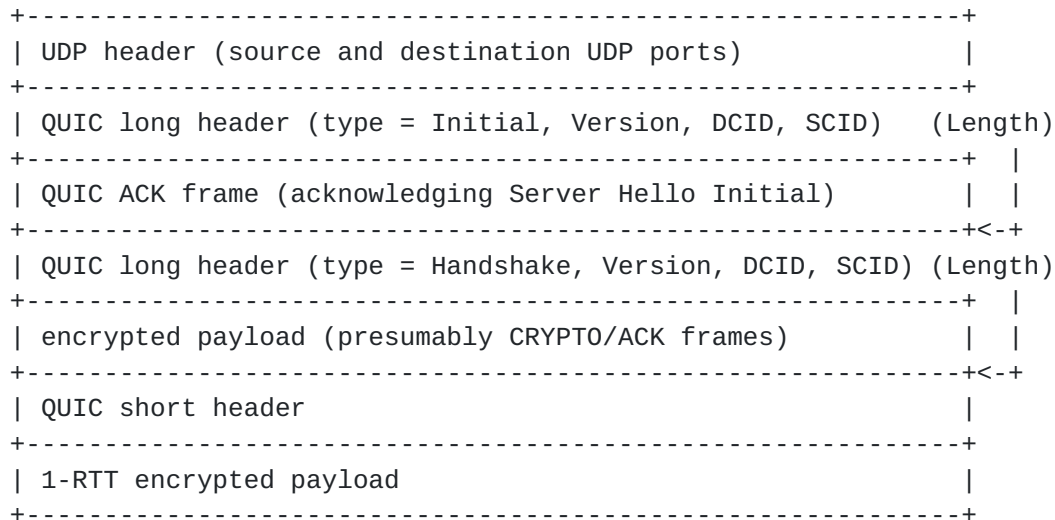 +------------------------------------------------------------+
| UDP header (source and destination UDP ports)              |
+------------------------------------------------------------+
| QUIC long header (type = Initial, Version, DCID, SCID)   (Length)
+------------------------------------------------------------+  |
| QUIC ACK frame (acknowledging Server Hello Initial)        |  |
+------------------------------------------------------------+<-+
| QUIC long header (type = Handshake, Version, DCID, SCID) (Length)
+------------------------------------------------------------+  |
| encrypted payload (presumably CRYPTO/ACK frames)           |  |
+------------------------------------------------------------+<-+
| QUIC short header                                          |
+------------------------------------------------------------+
| 1-RTT encrypted payload                                    |
+------------------------------------------------------------+